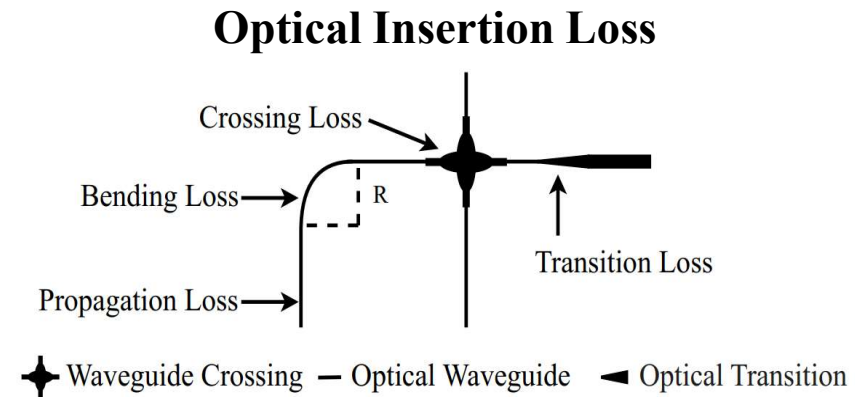 Optical Insertion Loss
Crossing Loss
Bending Loss
R
Transition Loss
Propagation Loss
Waveguide Crossing
Optical Waveguide
Optical Transition